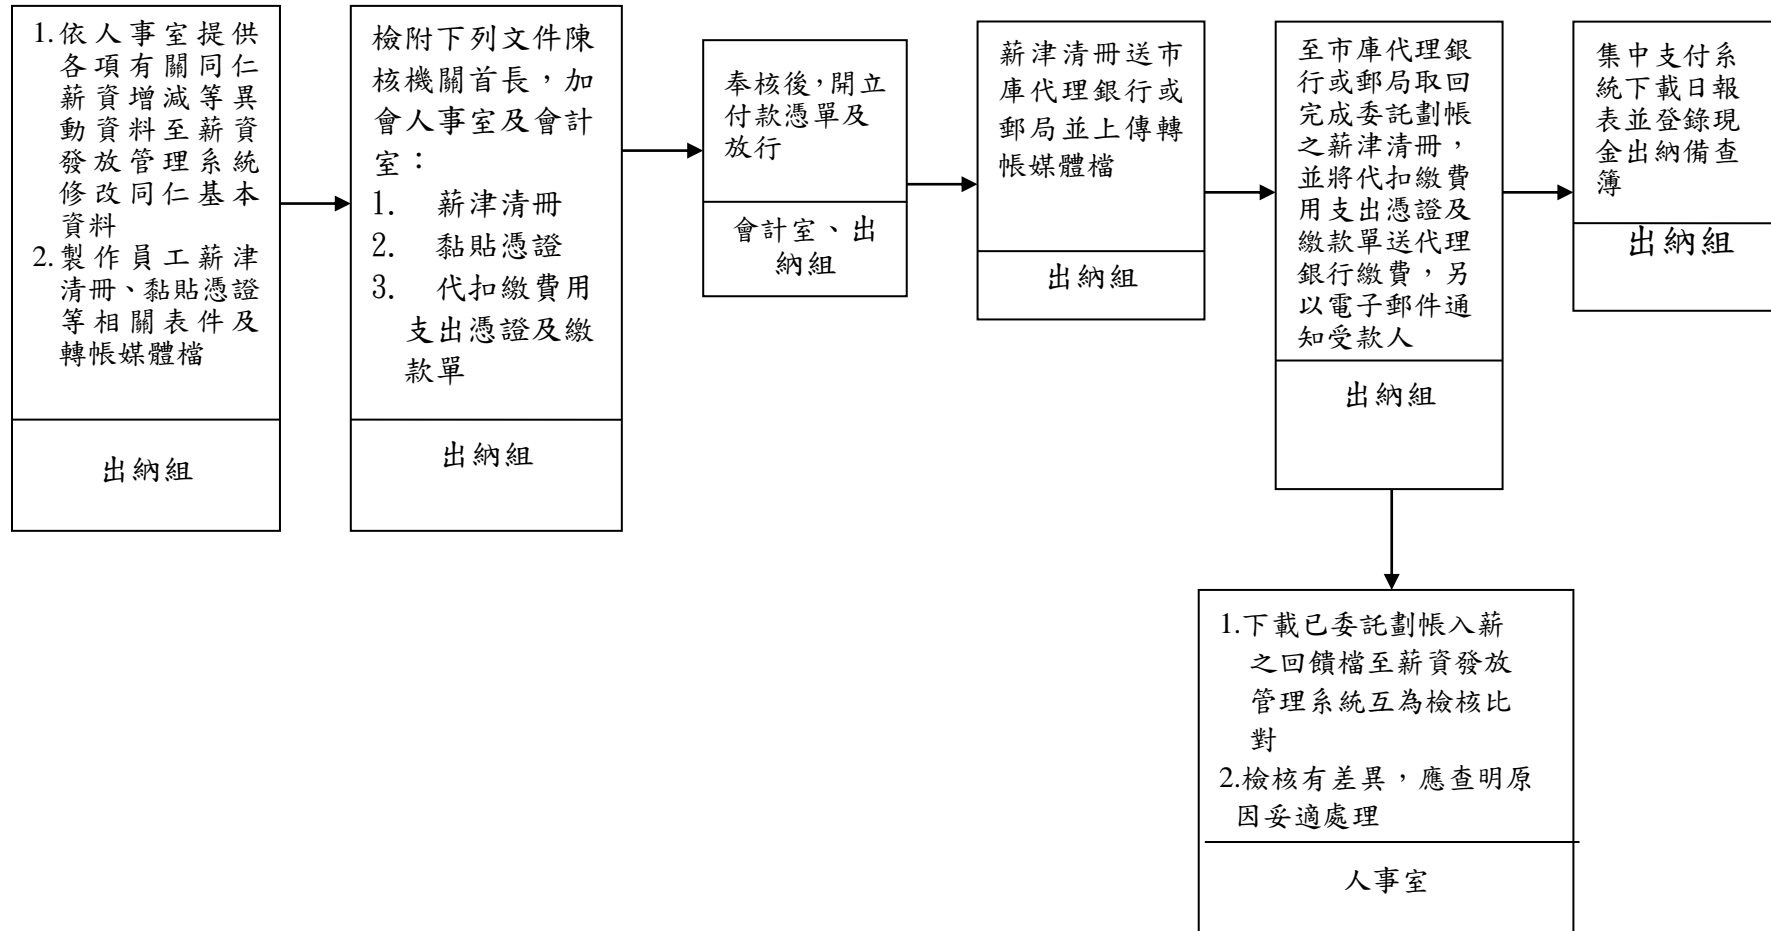 1.依人事室提供
各項有關同仁
薪資增減等異
動資料至薪資
發放管理系統
修改同仁基本
資料
2.製作員工薪津
清冊、黏貼憑證
等相關表件及
轉帳媒體檔
出納組
檢附下列文件陳
核機關首長，加
會人事室及會計
室：
1. 薪津清冊
2. 黏貼憑證
3. 代扣繳費用
支出憑證及繳
款單
出納組
奉核後，開立
付款憑單及
放行
會計室、出
納組
薪津清冊送市
庫代理銀行或
郵局並上傳轉
帳媒體檔
出納組
至市庫代理銀
行或郵局取回
完成委託劃帳
之薪津清冊，
並將代扣繳費
用支出憑證及
繳款單送代理
銀行繳費，另
以電子郵件通
知受款人
出納組
集中支付系
統下載日報
表並登錄現
金出納備查
簿
出納組
1.下載已委託劃帳入薪
之回饋檔至薪資發放
管理系統互為檢核比
對
2.檢核有差異，應查明原
因妥適處理
人事室